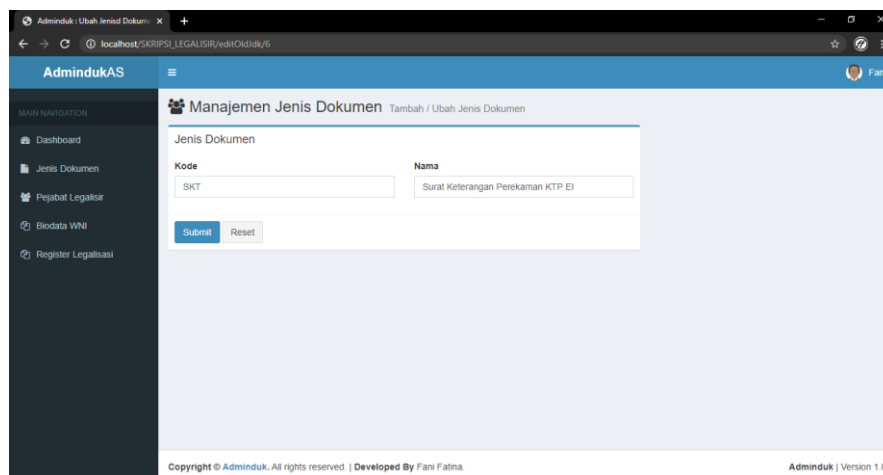 Adminduk : Ubah Jenisd Dokum
localhost/SKRIPSI_LEGALISIR/editOldJdk/6
AdmindukAS
Fan
MAIN NAVIGATION
Dashboard
Jenis Dokumen
Pejabat Legalisir
Biodata WNI
Register Legalisasi
Manajemen Jenis Dokumen Tambah / Ubah Jenis Dokumen
Jenis Dokumen
Kode Nama
SKT Surat Keterangan Perekaman KTP El
Submit Reset
Copyright © Adminduk. All rights reserved. | Developed By Fani Fatina. Adminduk | Version 1.